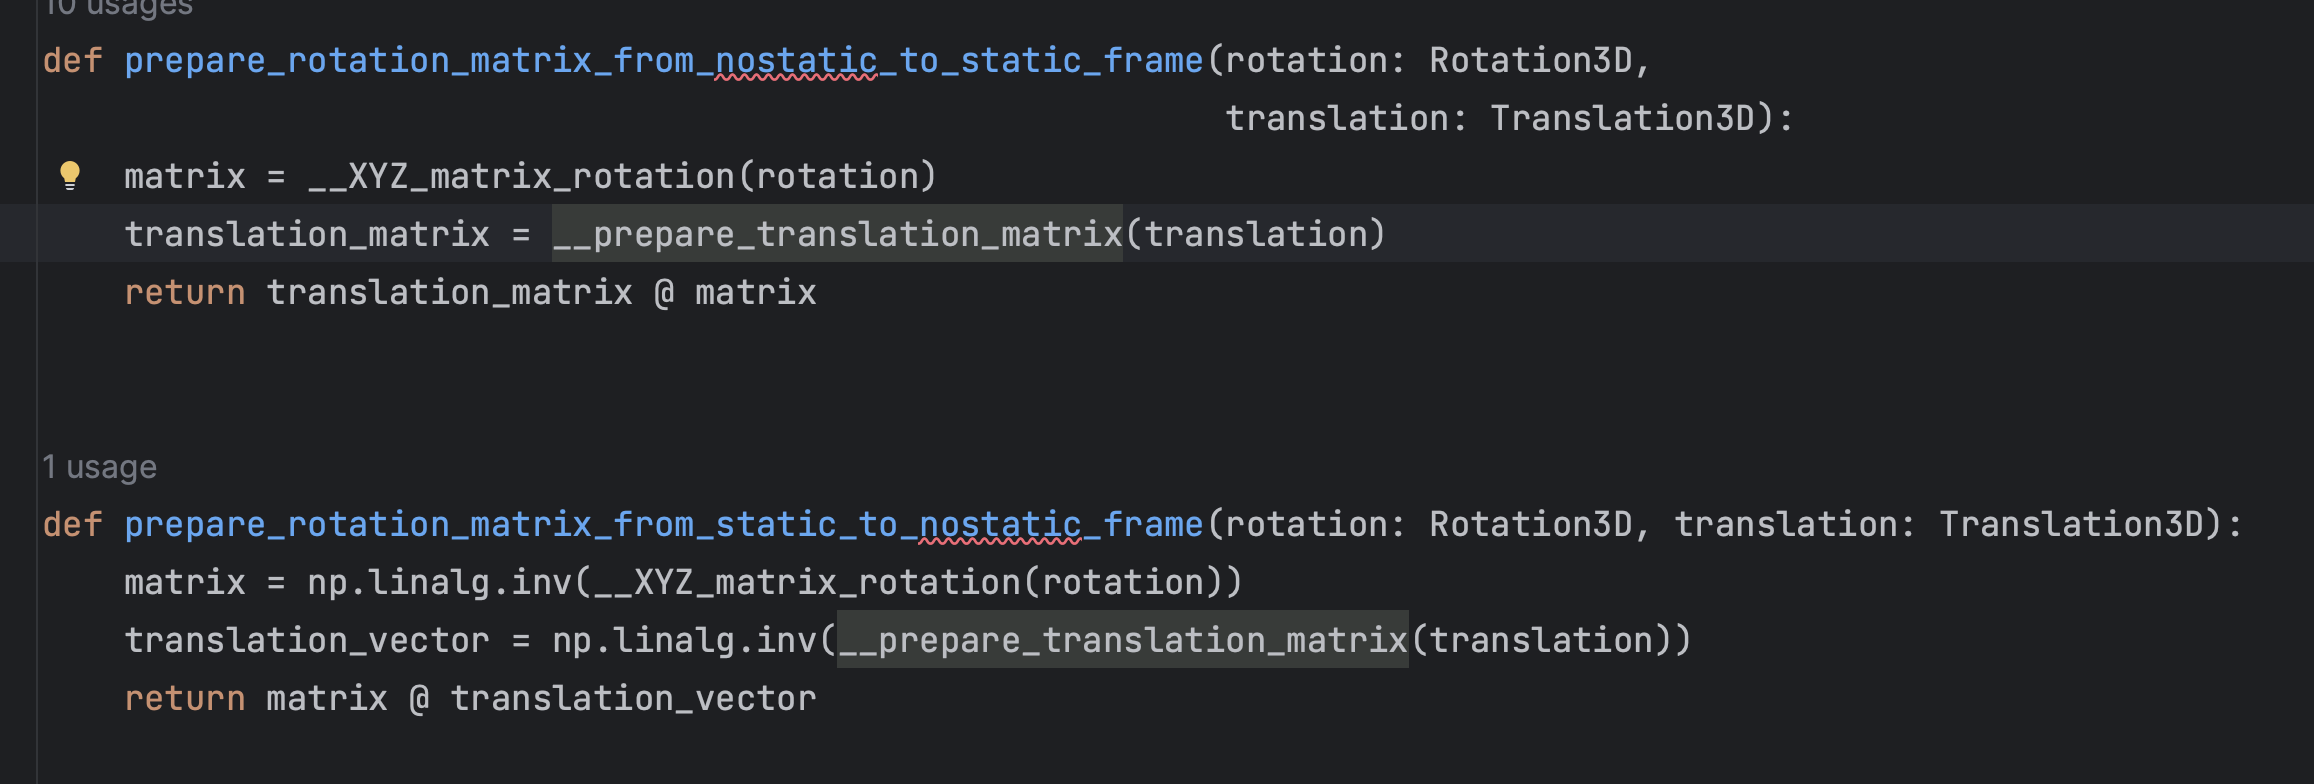 10 usages
def prepare_rotation_matrix_from_nostatic_to_static_frame(rotation: Rotation3D,
translation: Translation3D):
matrix = __XYZ_matrix_rotation(rotation)
translation_matrix = __prepare_translation_matrix(translation)
return translation_matrix @ matrix
1 usage
def prepare_rotation_matrix_from_static_to_nostatic_frame(rotation: Rotation3D, translation: Translation3D):
matrix = np.linalg.inv(__XYZ_matrix_rotation(rotation))
translation_vector = np.linalg.inv(__prepare_translation_matrix(translation))
return matrix @ translation_vector